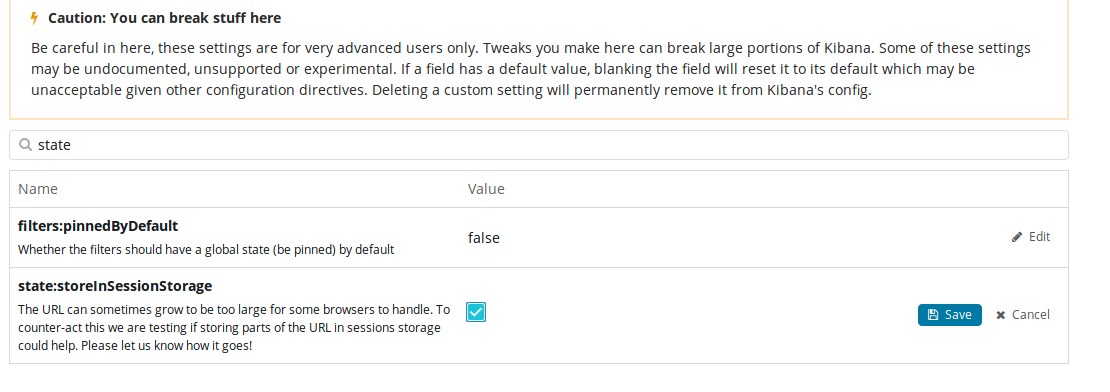 Caution: You can break stuff here
Be careful in here, these settings are for very advanced users only. Tweaks you make here can break large portions of Kibana. Some of these settings
may be undocumented, unsupported or experimental. If a field has a default value, blanking the field will reset it to its default which may be
unacceptable given other configuration directives. Deleting a custom setting will permanently remove it from Kibana's config.
state
Name Value
filters:pinnedByDefault
Whether the filters should have a global state (be pinned) by default
false
Edit
state:storeInSessionStorage
The URL can sometimes grow to be too large for some browsers to handle. To
counter-act this we are testing if storing parts of the URL in sessions storage
could help. Please let us know how it goes!
Save Cancel